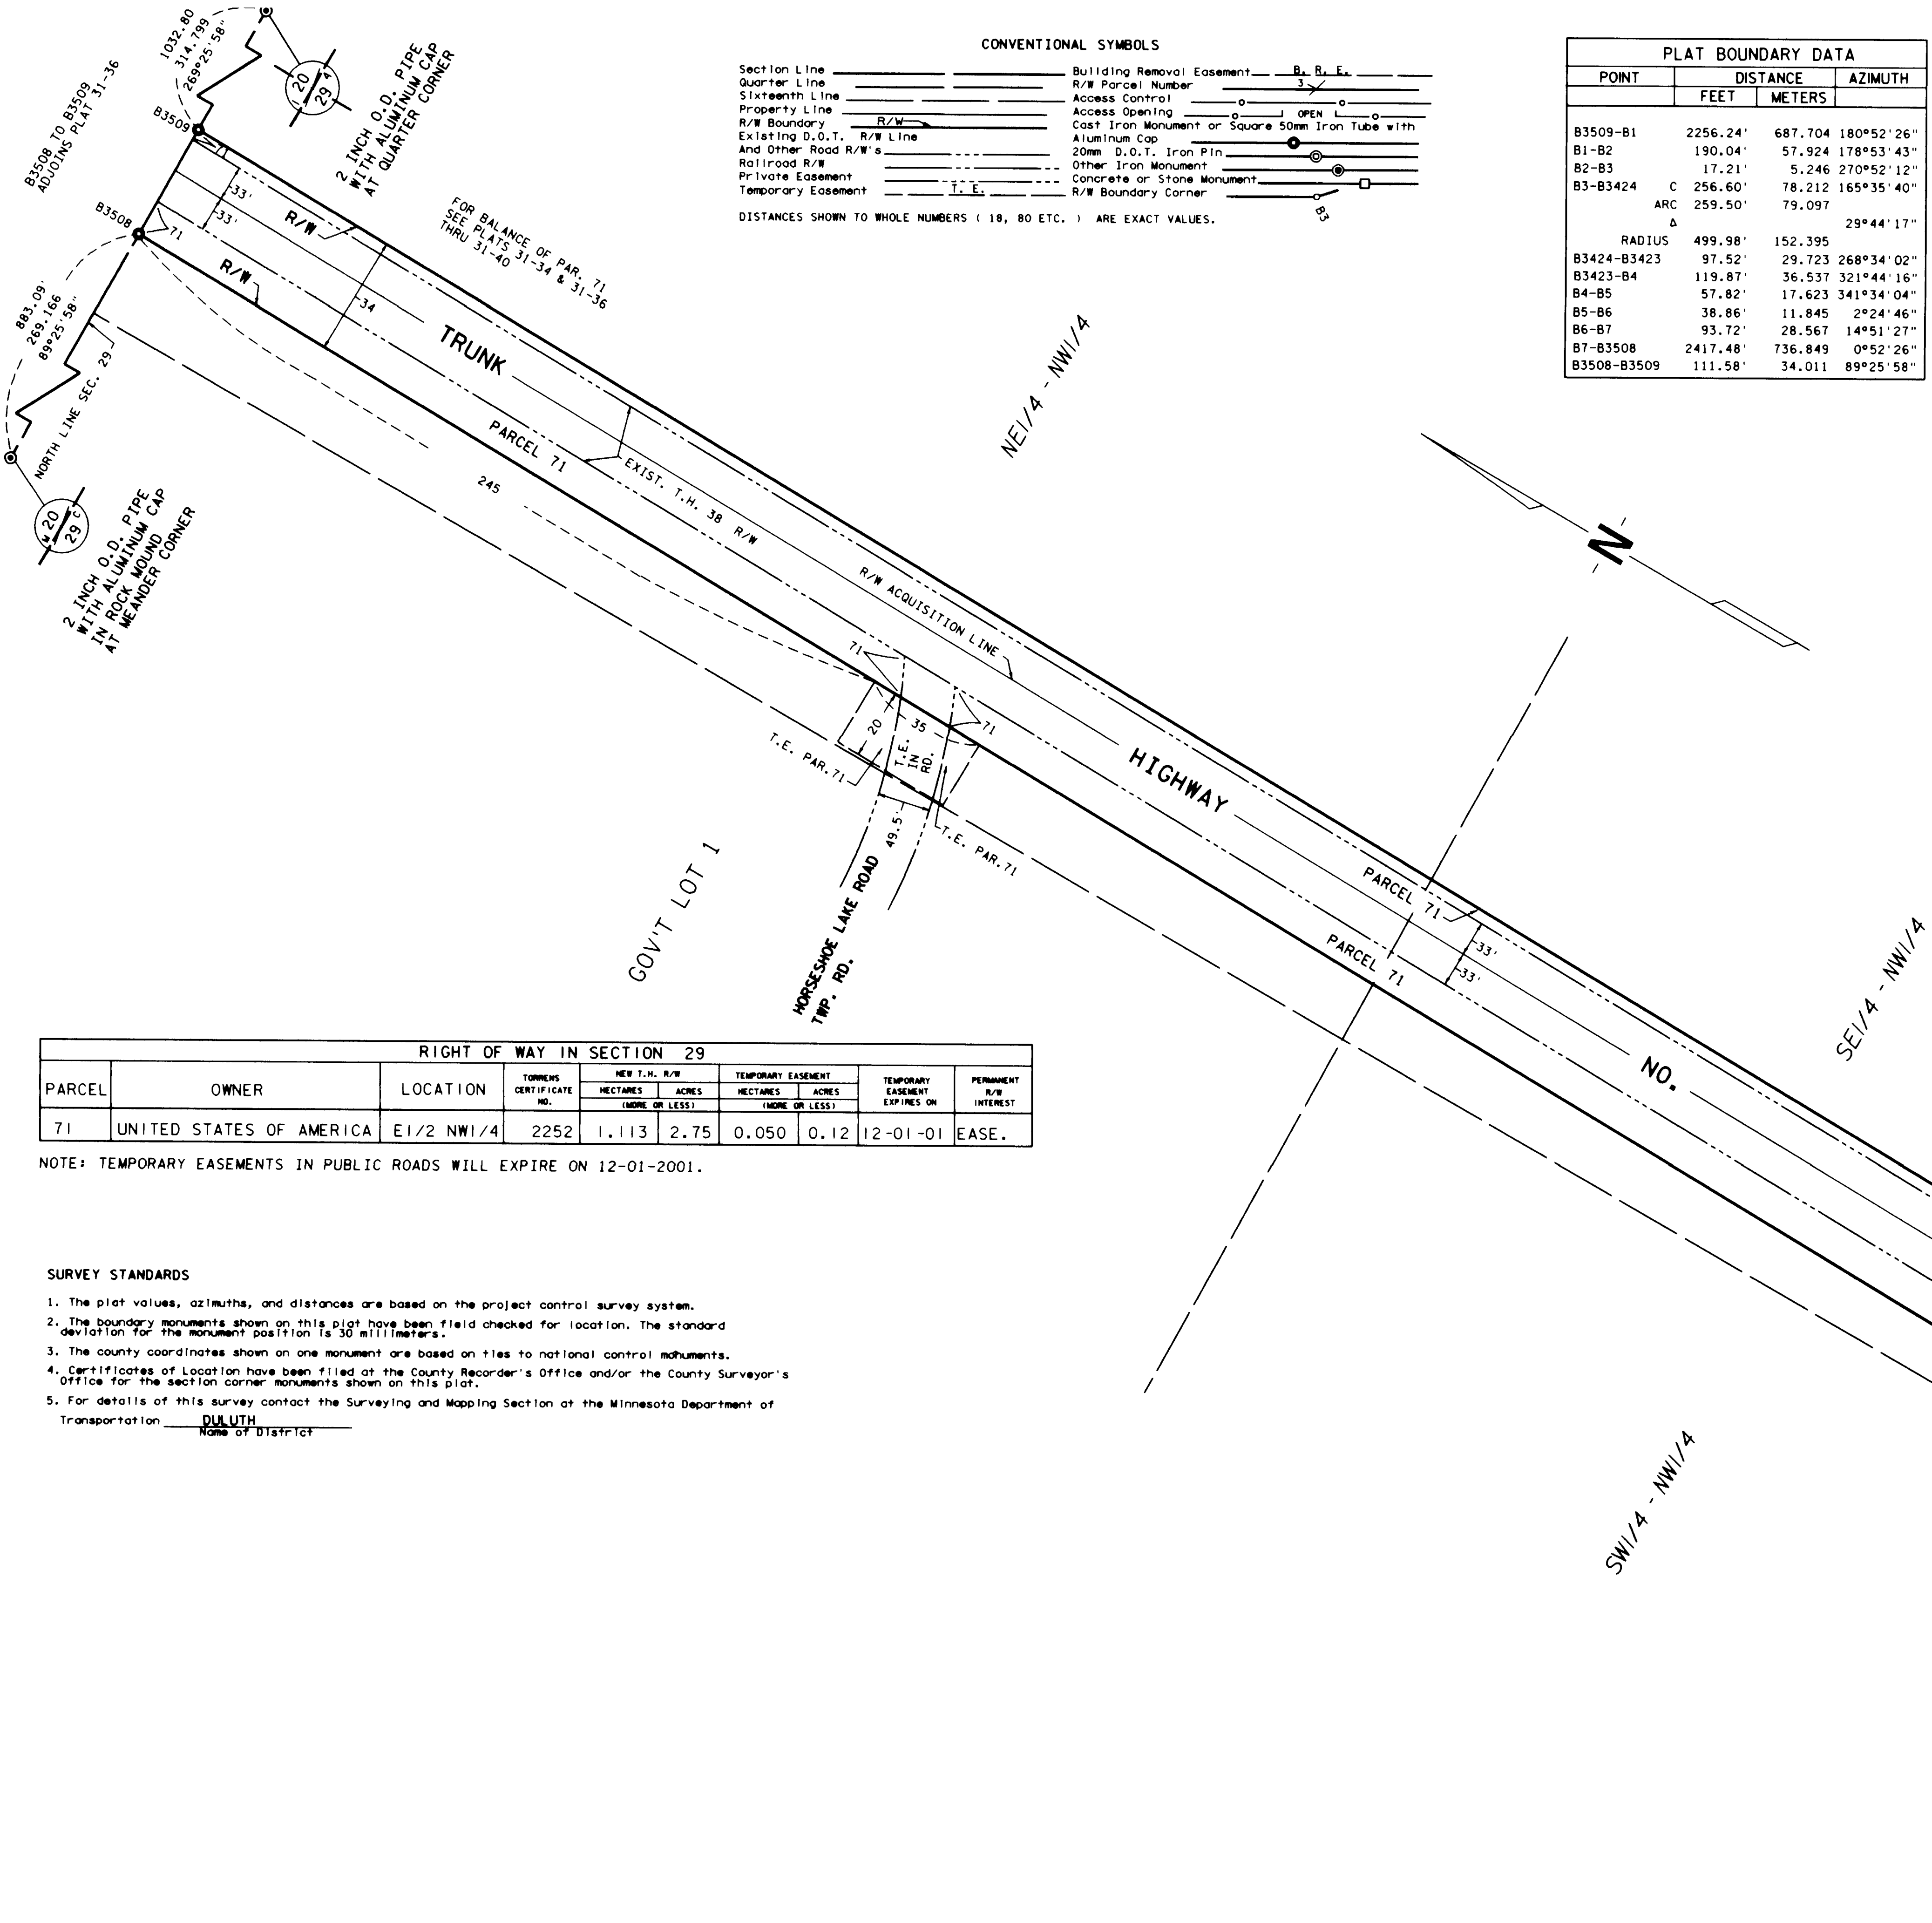 CONVENTIONAL SYMBOLS
Section Line
Quarter Line
Sixteenth Line
Property Line
R/W Boundary R/W
Existing D.O.T. R/W Line
And Other Road R/W's
Railroad R/W
Private Easement
Temporary Easement T. E.
Building Removal Easement B. R. E.
R/W Parcel Number 3
Access Control
Access Opening OPEN
Cast Iron Monument or Square 50mm Iron Tube with
Aluminum Cap
20mm D.O.T. Iron Pin
Other Iron Monument
Concrete or Stone Monument
R/W Boundary Corner B3
DISTANCES SHOWN TO WHOLE NUMBERS ( 18, 80 ETC. ) ARE EXACT VALUES.
PLAT BOUNDARY DATA
POINT DISTANCE AZIMUTH
FEET METERS
B3509-B1 2256.24' 687.704 180°52'26"
B1-B2 190.04' 57.924 178°53'43"
B2-B3 17.21' 5.246 270°52'12"
B3-B3424 C 256.60' 78.212 165°35'40"
ARC 259.50' 79.097
Δ 29°44'17"
RADIUS 499.98' 152.395
B3424-B3423 97.52' 29.723 268°34'02"
B3423-B4 119.87' 36.537 321°44'16"
B4-B5 57.82' 17.623 341°34'04"
B5-B6 38.86' 11.845 2°24'46"
B6-B7 93.72' 28.567 14°51'27"
B7-B3508 2417.48' 736.849 0°52'26"
B3508-B3509 111.58' 34.011 89°25'58"
1032.80
314.799
269°25'58"
20
29 A
2 INCH O.D. PIPE
WITH ALUMINUM CAP
AT QUARTER CORNER
B3508 TO B3509
ADJOINS PLAT 31-36
B3509
B3508
71
33'
33'
R/W
R/W
34
FOR BALANCE OF PAR. 71
SEE PLATS 31-34 & 31-36
THRU 31-40
883.09'
269.166
89°25'58"
NORTH LINE SEC. 29
W 20
29 C
2 INCH O.D. PIPE
WITH ALUMINUM CAP
IN ROCK MOUND
AT MEANDER CORNER
TRUNK
PARCEL 71
245
EXIST. T.H. 38 R/W
R/W ACQUISITION LINE
NE1/4 - NW1/4
N
71
20
35
71
T.E.
IN
RD.
T.E. PAR.71
T.E. PAR.71
49.5'
HORSESHOE LAKE ROAD
TWP. RD.
GOV'T LOT 1
HIGHWAY
PARCEL 71
PARCEL 71
33'
33'
NO.
SE1/4 - NW1/4
SW1/4 - NW1/4
RIGHT OF WAY IN SECTION 29
PARCEL OWNER LOCATION TORRENS CERTIFICATE NO. NEW T.H. R/W HECTARES ACRES (MORE OR LESS) TEMPORARY EASEMENT HECTARES ACRES (MORE OR LESS) TEMPORARY EASEMENT EXPIRES ON PERMANENT R/W INTEREST
71 UNITED STATES OF AMERICA E1/2 NW1/4 2252 1.113 2.75 0.050 0.12 12-01-01 EASE.
NOTE: TEMPORARY EASEMENTS IN PUBLIC ROADS WILL EXPIRE ON 12-01-2001.
SURVEY STANDARDS
1. The plat values, azimuths, and distances are based on the project control survey system.
2. The boundary monuments shown on this plat have been field checked for location. The standard
deviation for the monument position is 30 millimeters.
3. The county coordinates shown on one monument are based on ties to national control monuments.
4. Certificates of Location have been filed at the County Recorder's Office and/or the County Surveyor's
Office for the section corner monuments shown on this plat.
5. For details of this survey contact the Surveying and Mapping Section at the Minnesota Department of
Transportation DULUTH
Name of District